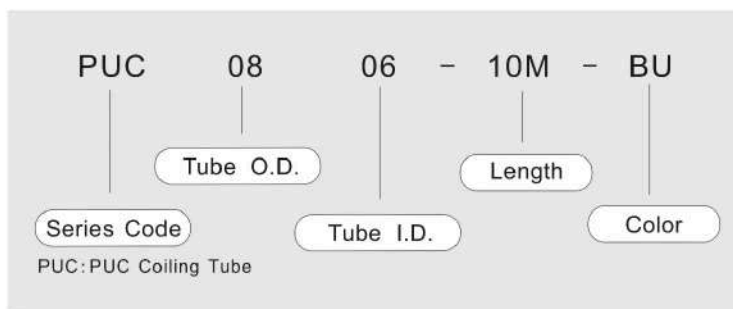 PUC 08 06 - 10M - BU
Tube O.D.
Length
Series Code
Tube I.D.
Color
PUC:PUC Coiling Tube